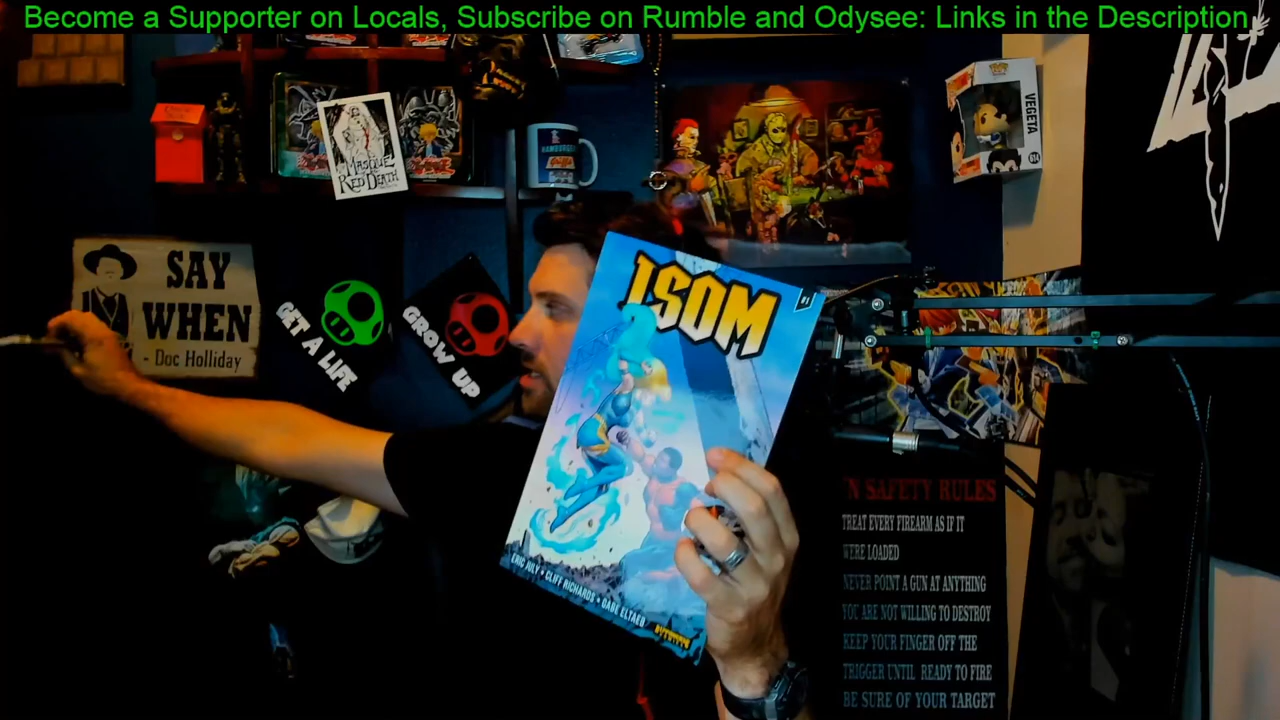 Become a Supporter on Locals, Subscribe on Rumble and Odysee: Links in the Description.
VEGETA
614
HAMBURGER
MASQUE
RED DEATH
SAY
WHEN
- Doc Holliday
GET A LIFE
GROW UP
ISOM
#1
ERIC JULY • CLIFF RICHARDS • GABE ELTAEB
'N SAFETY RULES
TREAT EVERY FIREARM AS IF IT
WERE LOADED
NEVER POINT A GUN AT ANYTHING
YOU ARE NOT WILLING TO DESTROY
KEEP YOUR FINGER OFF THE
TRIGGER UNTIL READY TO FIRE
BE SURE OF YOUR TARGET